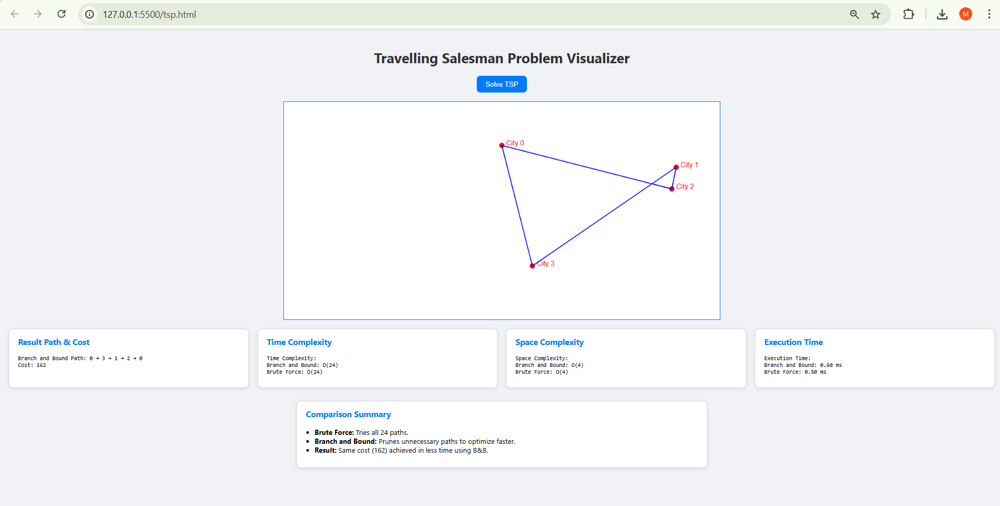 127.0.0.1:5500/tsp.html
M
Travelling Salesman Problem Visualizer
Solve TSP
City 0
City 1
City 2
City 3
Result Path & Cost
Branch and Bound Path: 0 → 3 → 1 → 2 → 0
Cost: 162
Time Complexity
Time Complexity:
Branch and Bound: O(24)
Brute Force: O(24)
Space Complexity
Space Complexity:
Branch and Bound: O(4)
Brute Force: O(4)
Execution Time
Execution Time:
Branch and Bound: 0.60 ms
Brute Force: 0.50 ms
Comparison Summary
• Brute Force: Tries all 24 paths.
• Branch and Bound: Prunes unnecessary paths to optimize faster.
• Result: Same cost (162) achieved in less time using B&B.